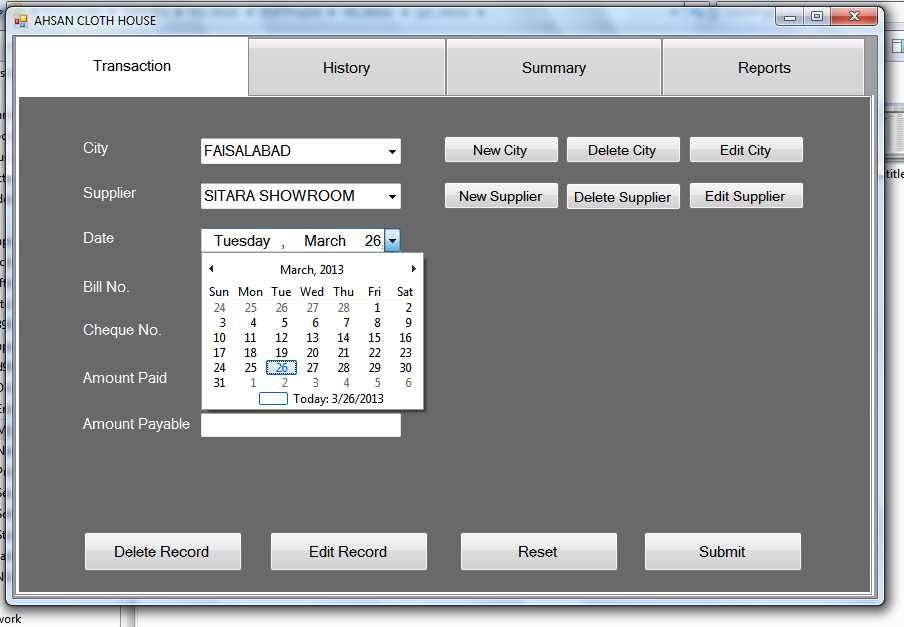 AHSAN CLOTH HOUSE
Transaction History Summary Reports
City FAISALABAD New City Delete City Edit City
Supplier SITARA SHOWROOM New Supplier Delete Supplier Edit Supplier
Date Tuesday , March 26,
March, 2013
Sun Mon Tue Wed Thu Fri Sat
24 25 26 27 28 1 2
3 4 5 6 7 8 9
10 11 12 13 14 15 16
17 18 19 20 21 22 23
24 25 26 27 28 29 30
31 1 2 3 4 5 6
Today: 3/26/2013
Bill No.
Cheque No.
Amount Paid
Amount Payable
Delete Record Edit Record Reset Submit